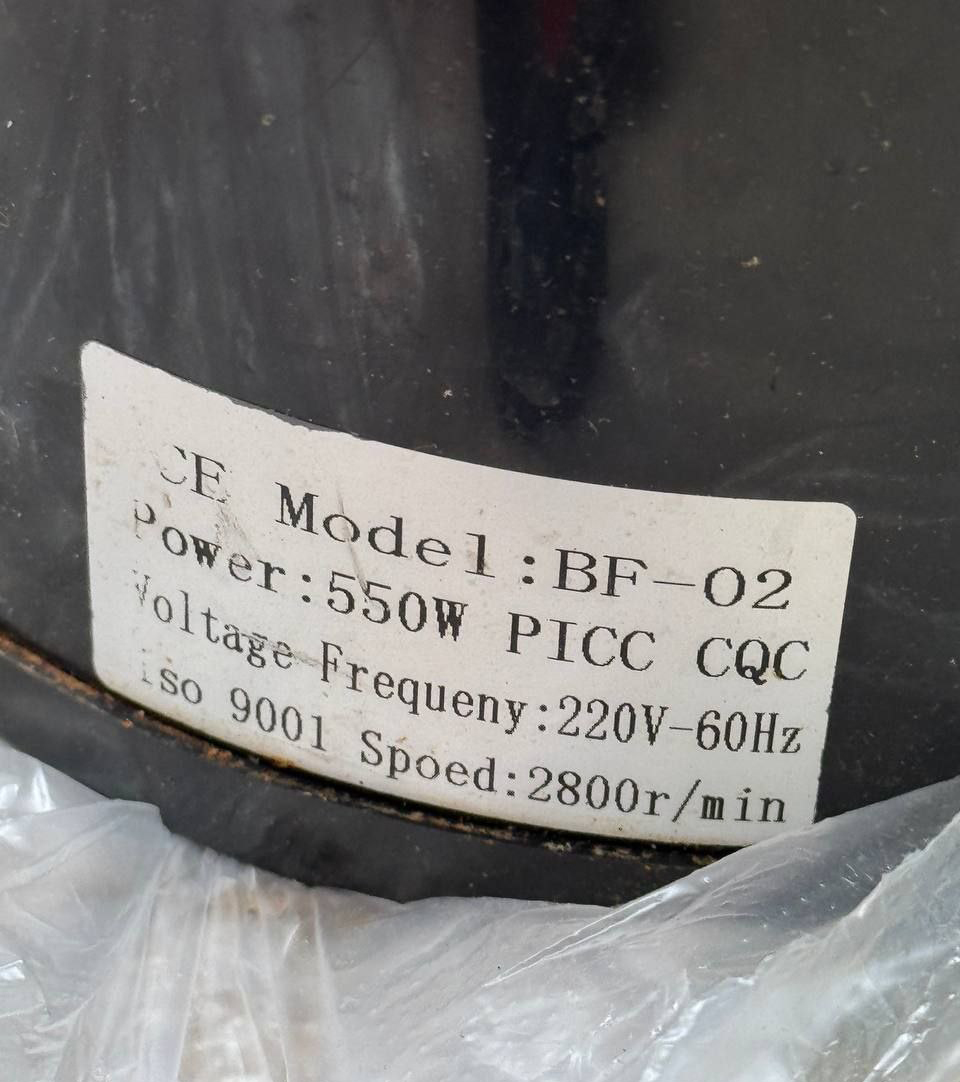 CE Model:BF-02
Power:550W PICC CQC
Voltage Frequeny:220V-60Hz
iso 9001 Spoed:2800r/min